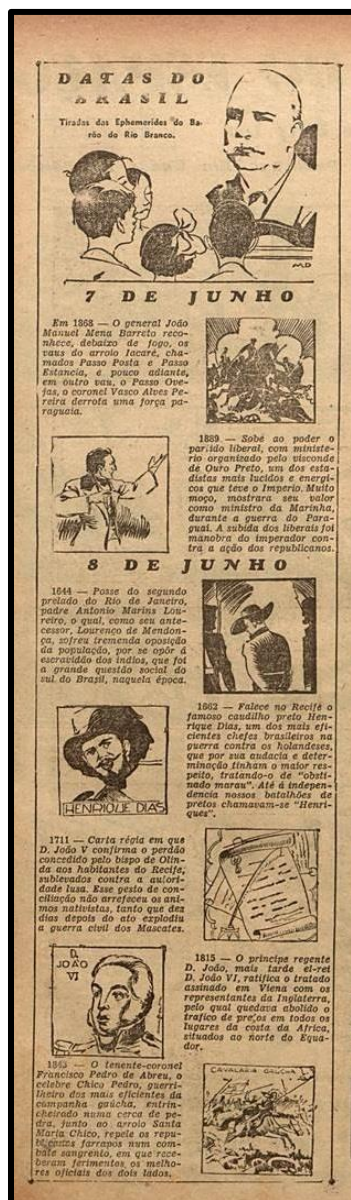 DATAS DO
BRASIL
Tiradas das Ephemerides do Ba-
rão do Rio Branco.
MD
7 DE JUNHO
Em 1868 — O general João
Manuel Mena Barreto reco-
nhece, debaixo de fogo, os
vaus do arroio Jacaré, cha-
mados Passo Posta e Passo
Estancia, e pouco adiante,
em outro vau, o Passo Ove-
jas, o coronel Vasco Alves Pe-
reira derrota uma força pa-
raguaia.
1889 — Sobe ao poder o
partido liberal, com ministe-
rio organizado pelo visconde
de Ouro Preto, um dos esta-
distas mais lucidos e energi-
cos que teve o Imperio. Muito
moço, mostrara seu valor
como ministro da Marinha,
durante a guerra do Para-
guai. A subida dos liberais foi
manobra do imperador con-
tra a ação dos republicanos.
8 DE JUNHO
1644 — Posse do segundo
prelado do Rio de Janeiro,
padre Antonio Marins Lou-
reiro, o qual, como seu ante-
cessor, Lourenço de Mendon-
ça, sofreu tremenda oposição
da população, por se opôr á
escravidão dos indios, que foi
a grande questão social do
sul do Brasil, naquela época.
1662 — Falece no Recife o
famoso caudilho preto Hen-
rique Dias, um dos mais efi-
cientes chefes brasileiros na
guerra contra os holandeses,
que por sua audacia e deter-
minação tinham o maior res-
peito, tratando-o de "obsti-
nado marau". Até á indepen-
dencia nossos batalhões de
pretos chamavam-se "Henri-
ques".
HENRIQUE DIAS
1711 — Carta régia em que
D. João V confirma o perdão
concedido pelo bispo de Olin-
da aos habitantes do Recife,
sublevados contra a autori-
dade lusa. Esse gesto de con-
ciliação não arrefeceu os ani-
mos nativistas, tanto que dez
dias depois do ato explodiu
a guerra civil dos Mascates.
1815 — O principe regente
D. João, mais tarde el-rei
D. João VI, ratifica o tratado
assinado em Viena com os
representantes da Inglaterra,
pelo qual quedava abolido o
trafico de pretos em todos os
lugares da costa da Africa,
situados ao norte do Equa-
dor.
D.
JOÃO
VI
O tenente-coronel
Francisco Pedro de Abreu, o
celebre Chico Pedro, guerri-
lheiro dos mais eficientes da
campanha gaúcha, entrin-
cheirado numa cerca de pe-
dra, junto ao arroio Santa
Maria Chico, repele os repu-
blicanos farrapos num com-
bate sangrento, em que rece-
beram ferimentos os melho-
res oficiais dos dois lados.
CAVALARIA GAÚCHA